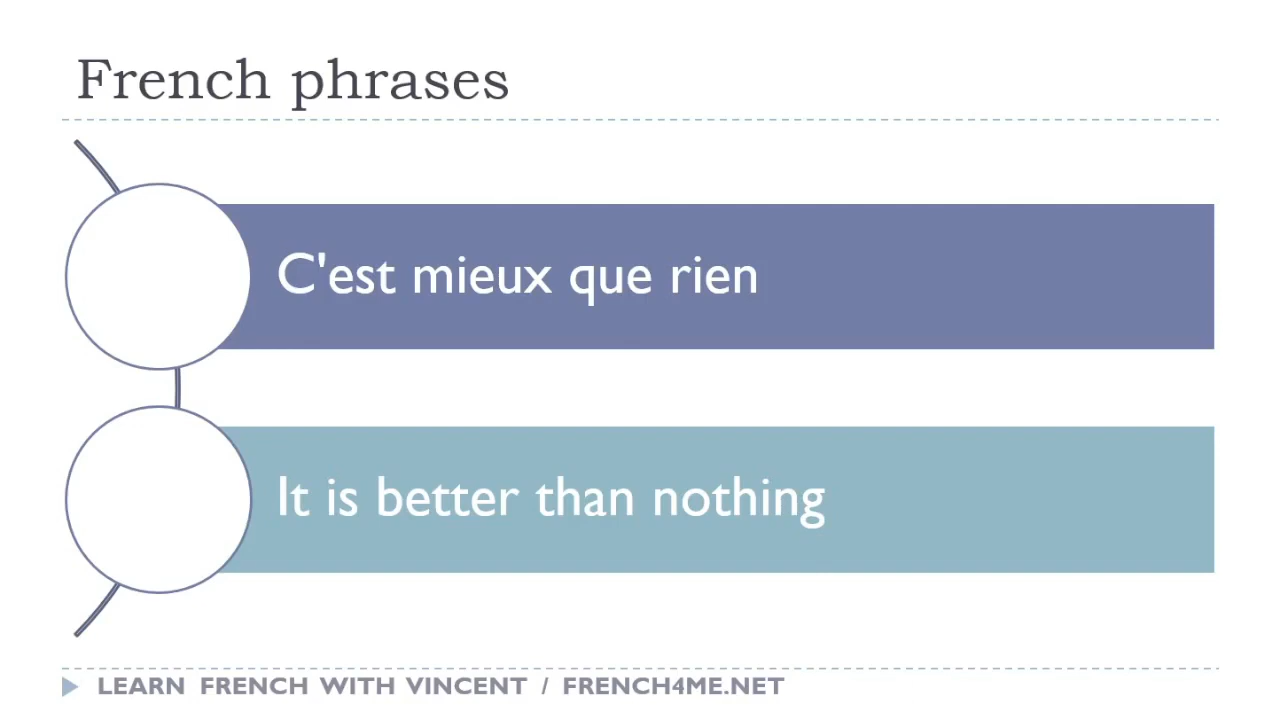 French phrases
C'est mieux que rien
It is better than nothing
LEARN FRENCH WITH VINCENT / FRENCH4ME.NET